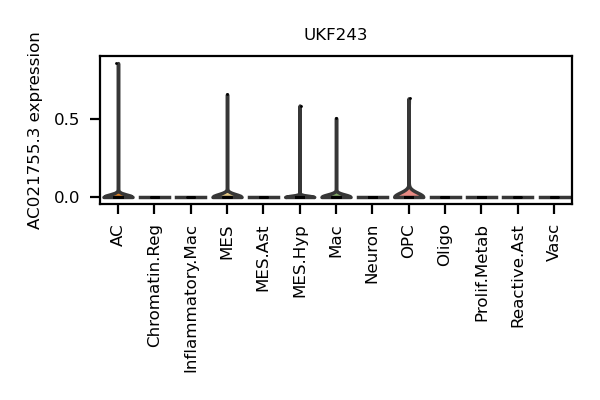 UKF243
AC021755.3 expression
0.5
0.0
AC
Chromatin.Reg
Inflammatory.Mac
MES
MES.Ast
MES.Hyp
Mac
Neuron
OPC
Oligo
Prolif.Metab
Reactive.Ast
Vasc